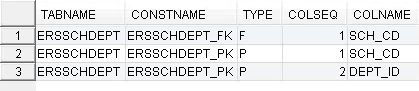 TABNAME CONSTNAME TYPE COLSEQ COLNAME
1 ERSSCHDEPT ERSSCHDEPT_FK F 1 SCH_CD
2 ERSSCHDEPT ERSSCHDEPT_PK P 1 SCH_CD
3 ERSSCHDEPT ERSSCHDEPT_PK P 2 DEPT_ID